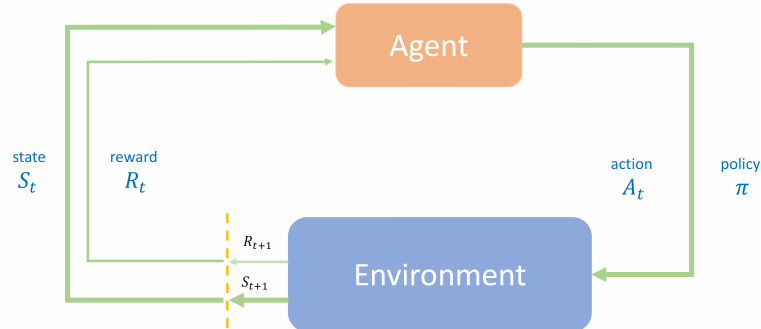 Agent
state
S_t
reward
R_t
action
A_t
policy
π
R_{t+1}
S_{t+1}
Environment